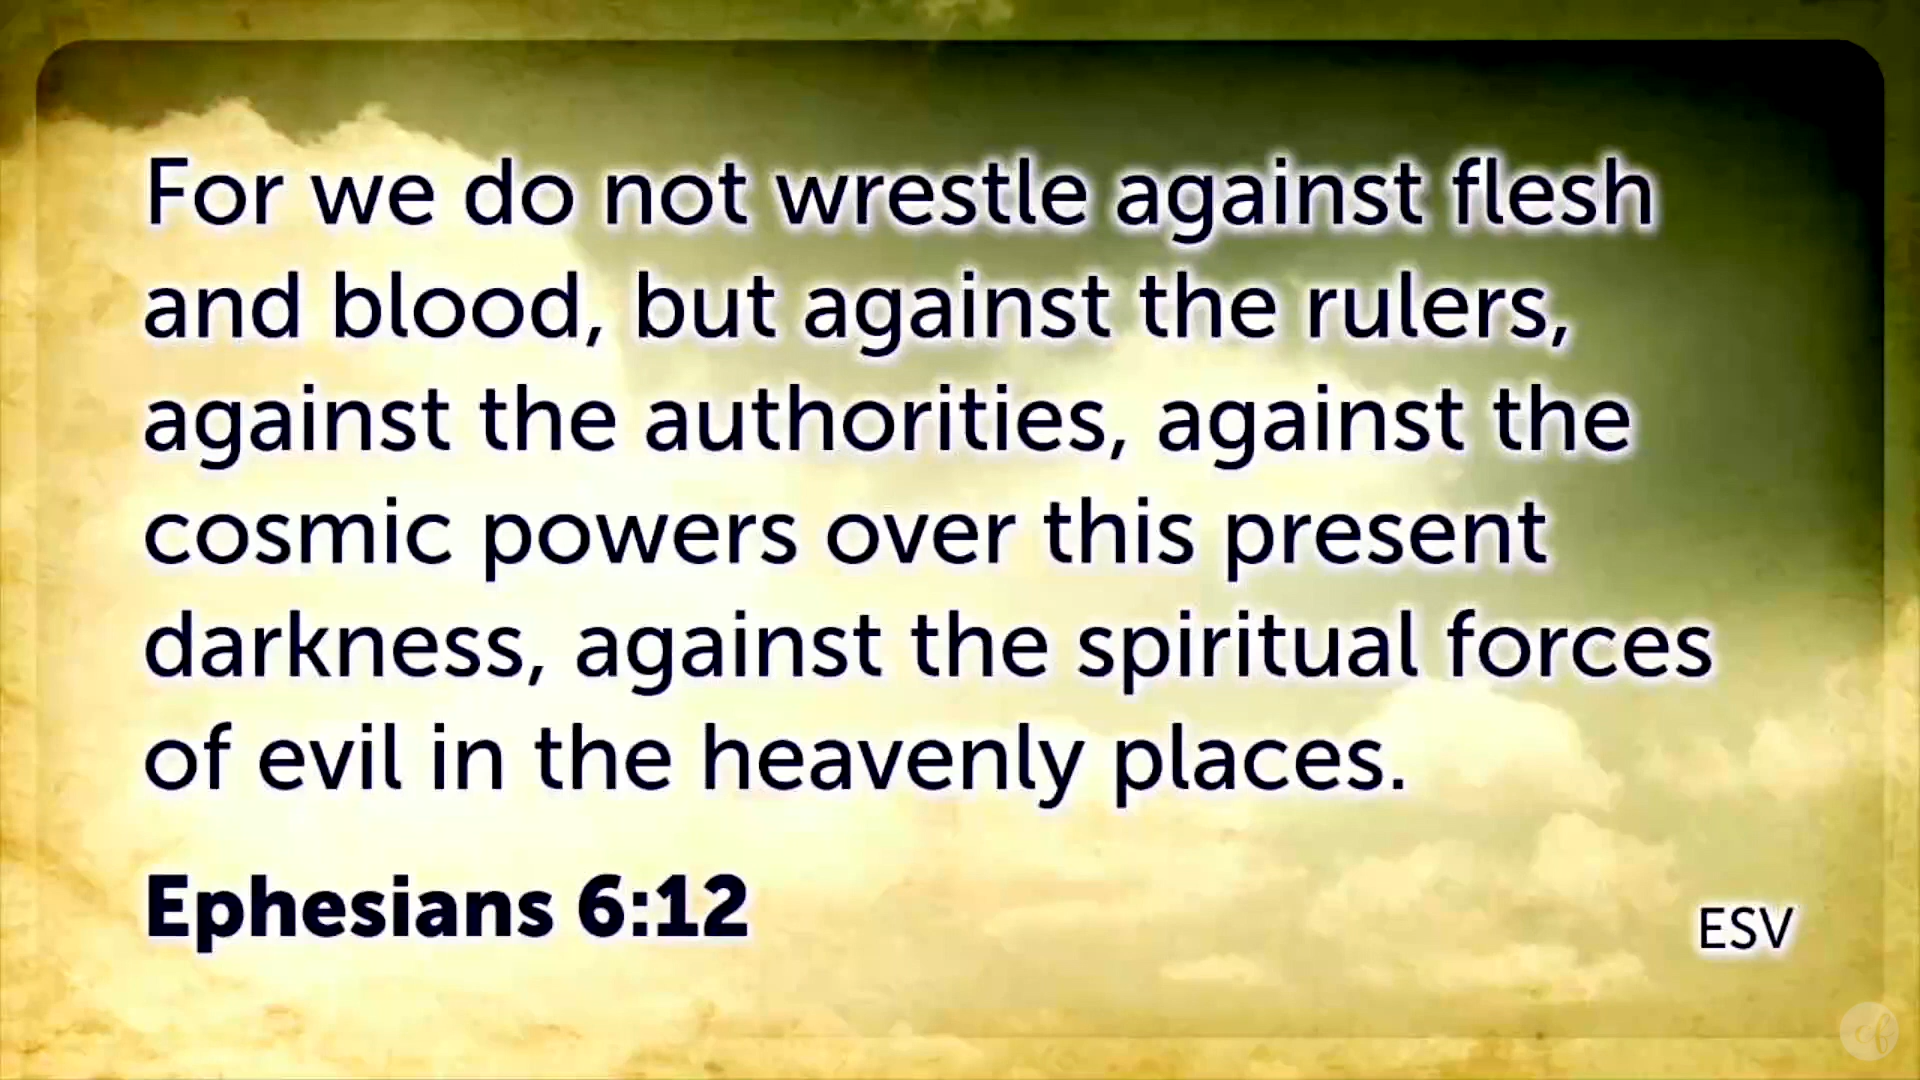 For we do not wrestle against flesh
and blood, but against the rulers,
against the authorities, against the
cosmic powers over this present
darkness, against the spiritual forces
of evil in the heavenly places.
Ephesians 6:12
ESV